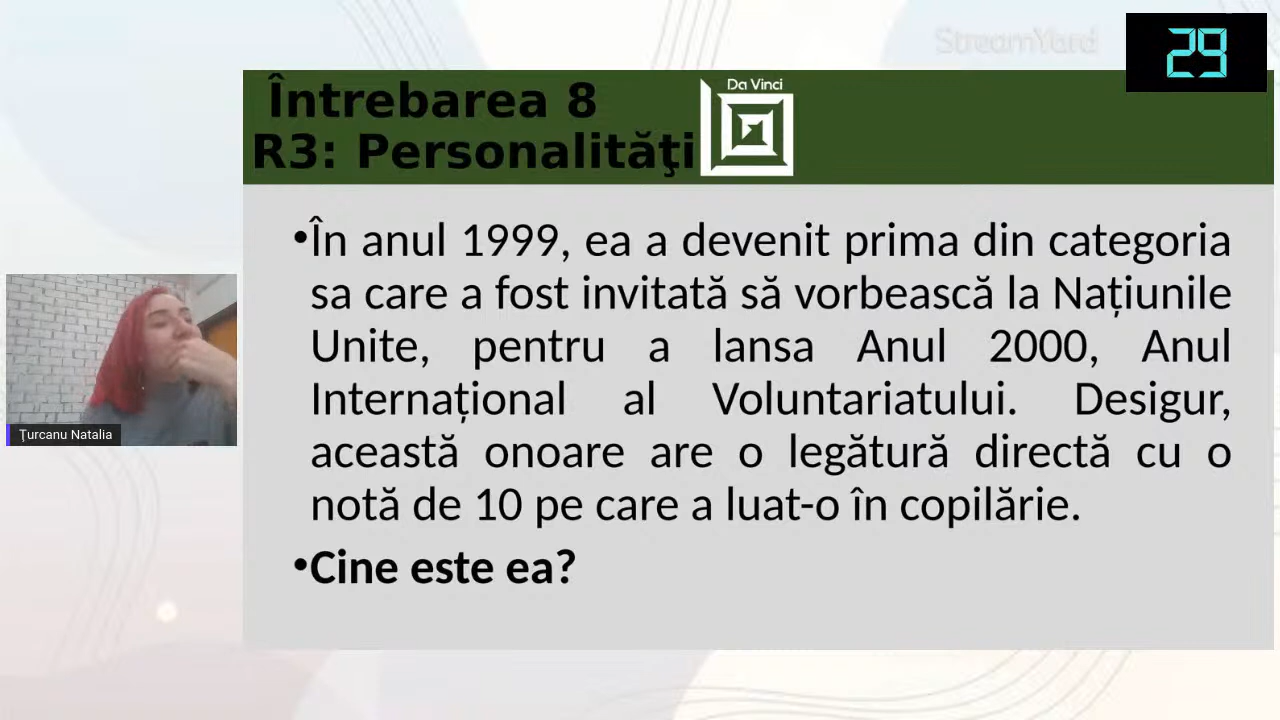 StreamYard
29
Întrebarea 8
R3: Personalităţi
Da Vinci
•În anul 1999, ea a devenit prima din categoria
sa care a fost invitată să vorbească la Națiunile
Unite, pentru a lansa Anul 2000, Anul
Internațional al Voluntariatului. Desigur,
această onoare are o legătură directă cu o
notă de 10 pe care a luat-o în copilărie.
•Cine este ea?
Ţurcanu Natalia